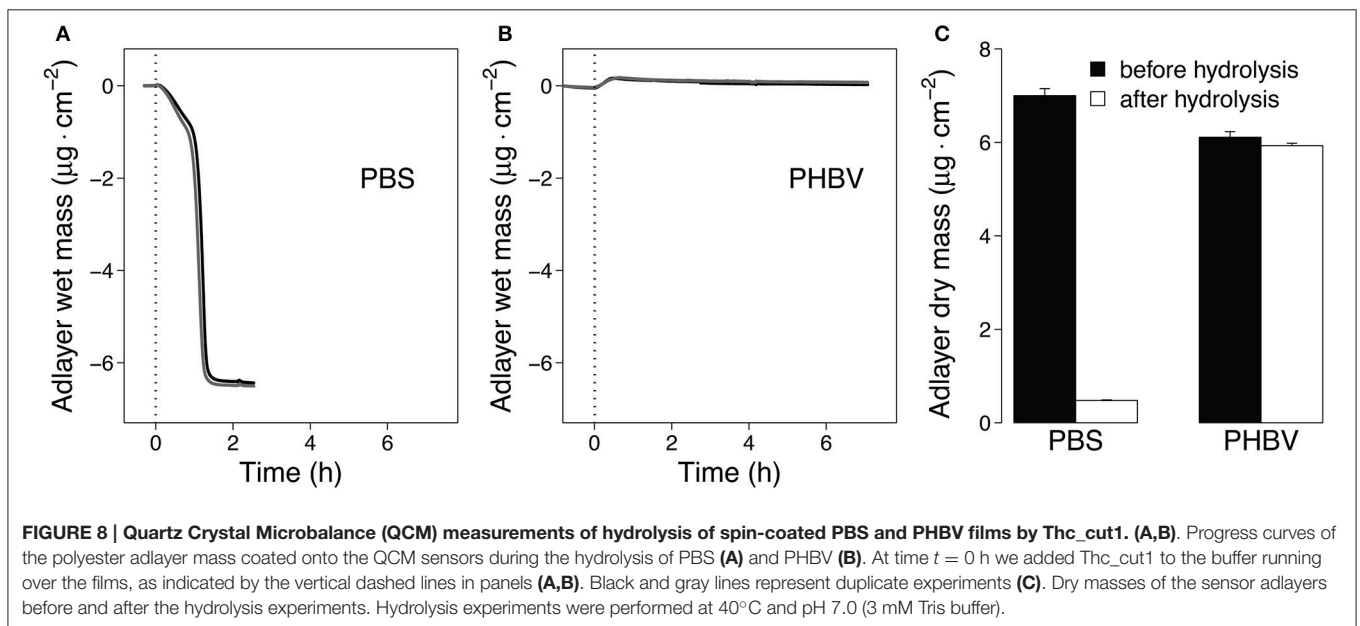 A
Adlayer wet mass (µg · cm−2)
0
−2
−4
−6
PBS
0 2 4 6
Time (h)
B
Adlayer wet mass (µg · cm−2)
0
−2
−4
−6
PHBV
0 2 4 6
Time (h)
C
Adlayer dry mass (µg · cm−2)
8
6
4
2
0
before hydrolysis
after hydrolysis
PBS PHBV
FIGURE 8 | Quartz Crystal Microbalance (QCM) measurements of hydrolysis of spin-coated PBS and PHBV films by Thc_cut1. (A,B). Progress curves of
the polyester adlayer mass coated onto the QCM sensors during the hydrolysis of PBS (A) and PHBV (B). At time t = 0 h we added Thc_cut1 to the buffer running
over the films, as indicated by the vertical dashed lines in panels (A,B). Black and gray lines represent duplicate experiments (C). Dry masses of the sensor adlayers
before and after the hydrolysis experiments. Hydrolysis experiments were performed at 40°C and pH 7.0 (3 mM Tris buffer).